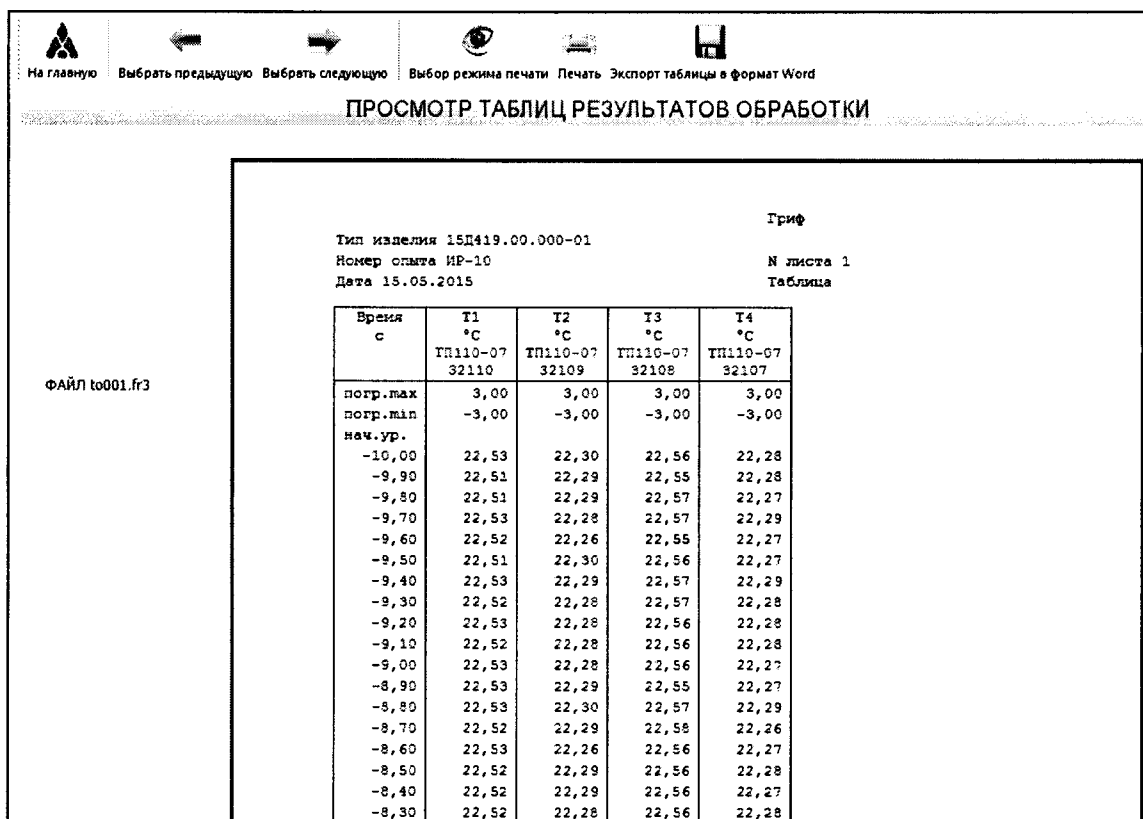 На главную Выбрать предыдущую Выбрать следующую Выбор режима печати Печать Экспорт таблицы в формат Word
ПРОСМОТР ТАБЛИЦ РЕЗУЛЬТАТОВ ОБРАБОТКИ
Гриф
Тип изделия 15Д419.00.000-01
Номер опыта ИР-10 N листа 1
Дата 15.05.2015 Таблица
Время T1 T2 T3 T4
с °C °C °C °C
ТП110-07 ТП110-07 ТП110-07 ТП110-07
32110 32109 32108 32107
ФАЙЛ to001.fr3
погр.max 3,00 3,00 3,00 3,00
погр.min -3,00 -3,00 -3,00 -3,00
нач.ур.
-10,00 22,53 22,30 22,56 22,28
-9,90 22,51 22,29 22,55 22,28
-9,80 22,51 22,29 22,57 22,27
-9,70 22,53 22,28 22,57 22,29
-9,60 22,52 22,26 22,55 22,27
-9,50 22,51 22,30 22,56 22,27
-9,40 22,53 22,29 22,57 22,29
-9,30 22,52 22,28 22,57 22,28
-9,20 22,53 22,28 22,56 22,28
-9,10 22,52 22,28 22,56 22,28
-9,00 22,53 22,28 22,56 22,27
-8,90 22,53 22,29 22,55 22,27
-8,80 22,53 22,30 22,57 22,29
-8,70 22,52 22,29 22,58 22,26
-8,60 22,53 22,26 22,56 22,27
-8,50 22,52 22,29 22,56 22,28
-8,40 22,52 22,29 22,56 22,27
-8,30 22,52 22,28 22,56 22,28